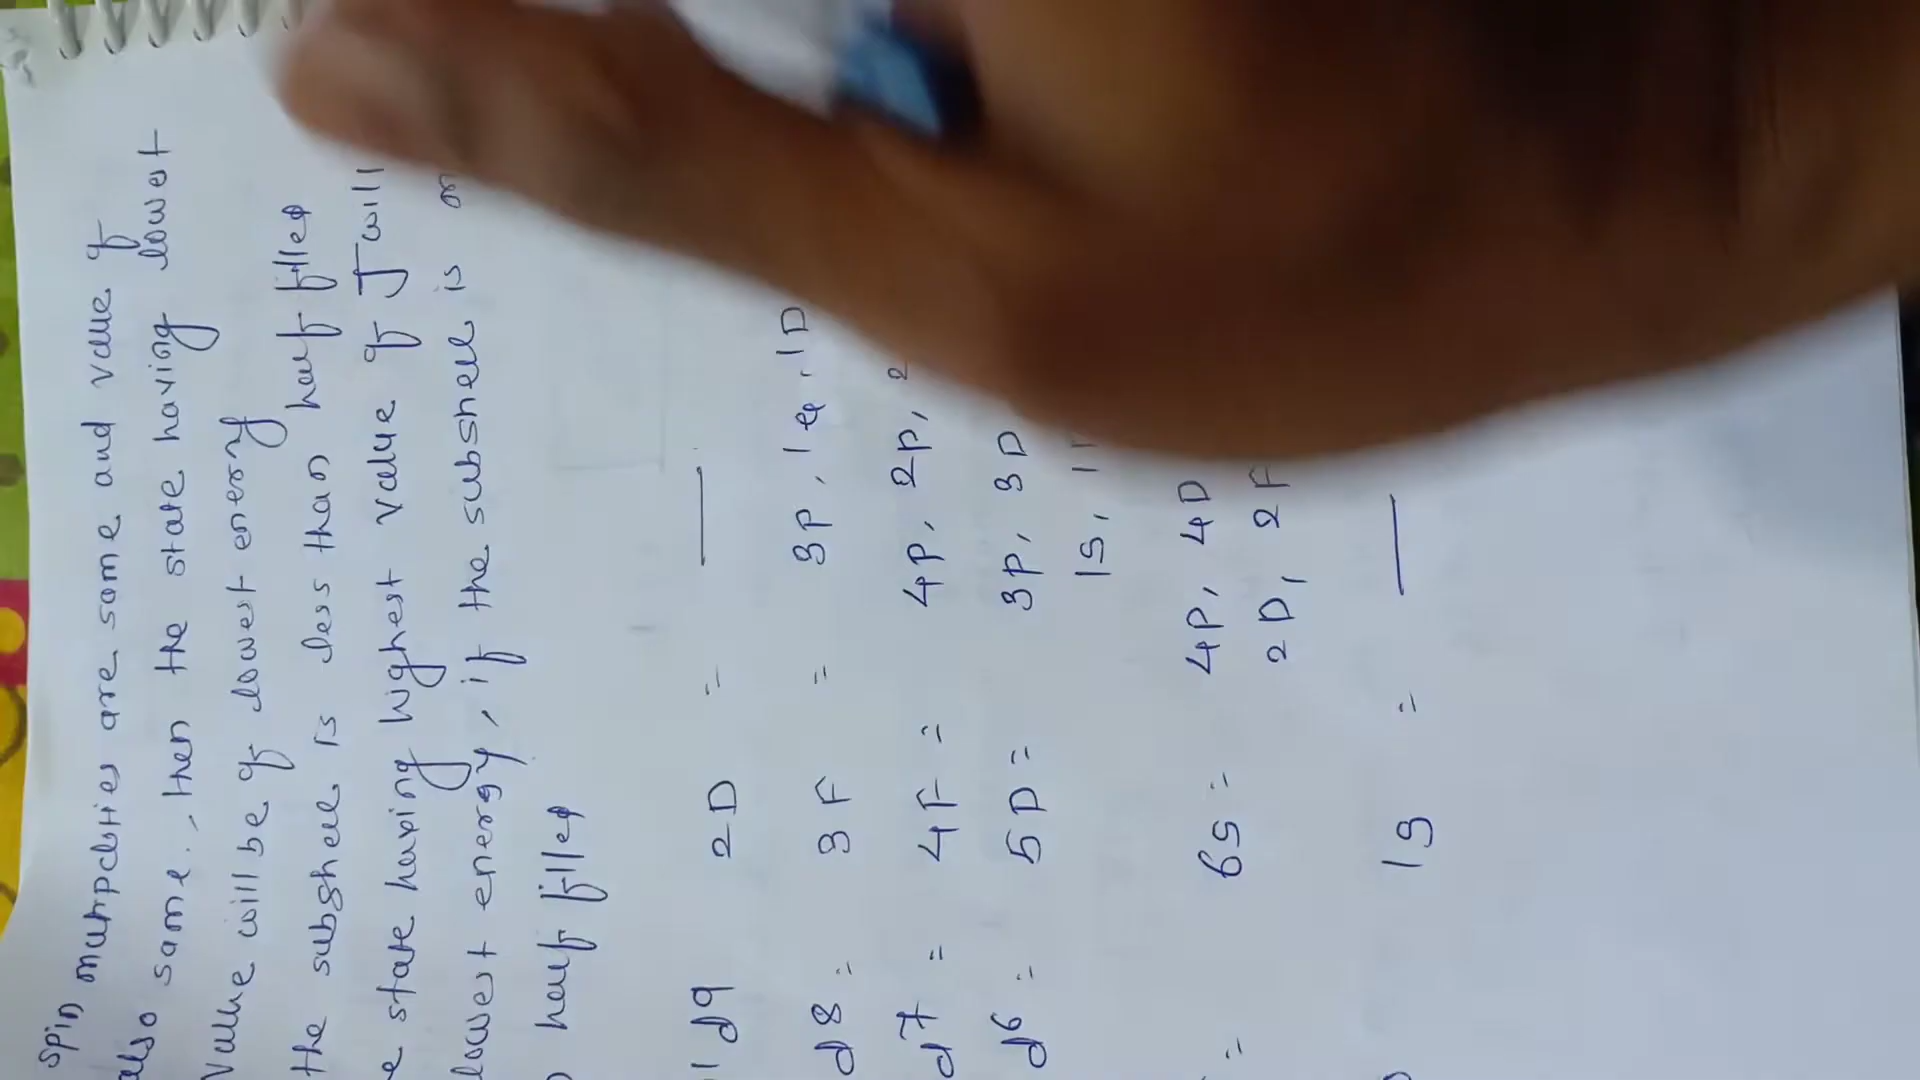 spin multiplicities are same and value of
also same, then the state having lowest
value will be of lowest energy
the subshell is less than half filled
state having highest value of J will
lowest energy, if the subshell is
half filled
d9 2D = —
d8 = 3F = 3P, 1G, 1D
d7 = 4F = 4P, 2P, 2
d6 = 5D = 3P, 3D
1S, 1
= 6S = 4P, 4D
2D, 2F
1S = —